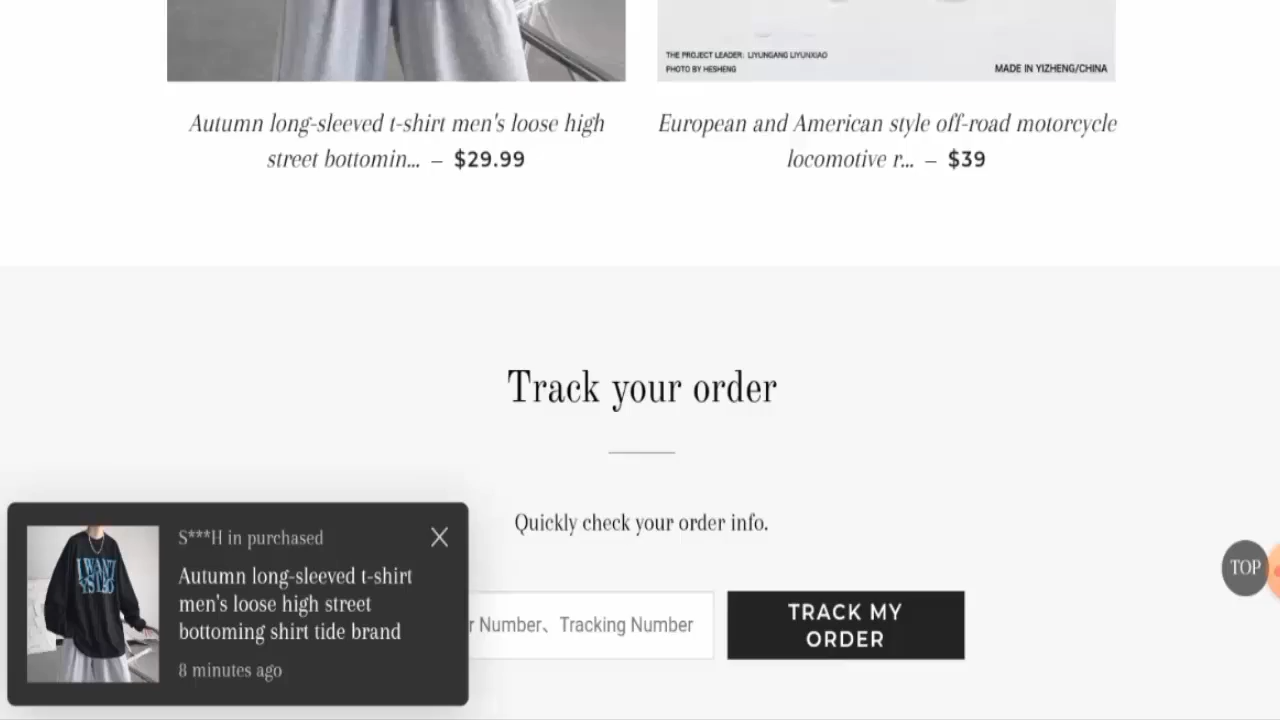 THE PROJECT LEADER: LIYUNGANG LIYUNXIAO
PHOTO BY HESHENG
MADE IN YIZHENG/CHINA
Autumn long-sleeved t-shirt men's loose high
street bottomin... – $29.99
European and American style off-road motorcycle
locomotive r... – $39
Track your order
Quickly check your order info.
r Number、Tracking Number
TRACK MY
ORDER
TOP
S***H in purchased
Autumn long-sleeved t-shirt
men's loose high street
bottoming shirt tide brand
8 minutes ago
I WANT